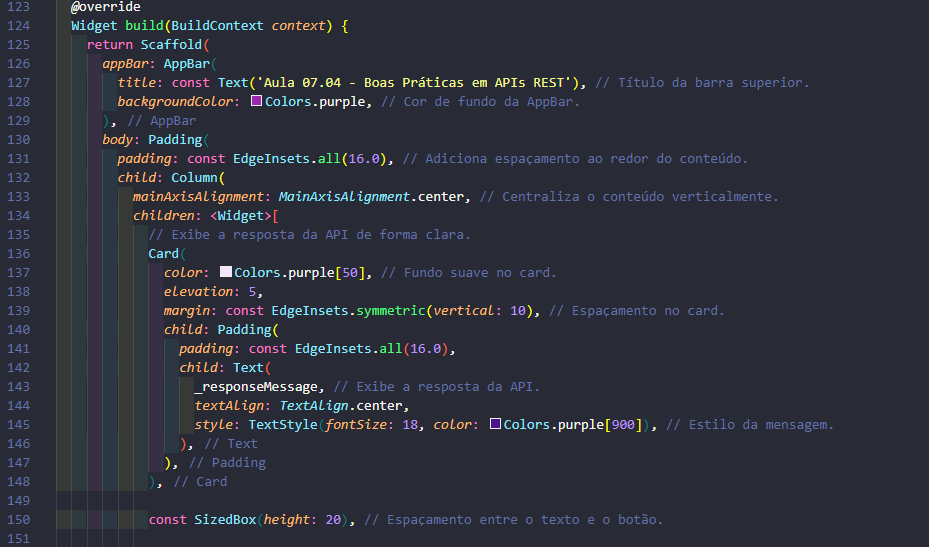 123 @override
124 Widget build(BuildContext context) {
125 return Scaffold(
126 appBar: AppBar(
127 title: const Text('Aula 07.04 - Boas Práticas em APIs REST'), // Título da barra superior.
128 backgroundColor: Colors.purple, // Cor de fundo da AppBar.
129 ), // AppBar
130 body: Padding(
131 padding: const EdgeInsets.all(16.0), // Adiciona espaçamento ao redor do conteúdo.
132 child: Column(
133 mainAxisAlignment: MainAxisAlignment.center, // Centraliza o conteúdo verticalmente.
134 children: <Widget>[
135 // Exibe a resposta da API de forma clara.
136 Card(
137 color: Colors.purple[50], // Fundo suave no card.
138 elevation: 5,
139 margin: const EdgeInsets.symmetric(vertical: 10), // Espaçamento no card.
140 child: Padding(
141 padding: const EdgeInsets.all(16.0),
142 child: Text(
143 _responseMessage, // Exibe a resposta da API.
144 textAlign: TextAlign.center,
145 style: TextStyle(fontSize: 18, color: Colors.purple[900]), // Estilo da mensagem.
146 ), // Text
147 ), // Padding
148 ), // Card
149
150 const SizedBox(height: 20), // Espaçamento entre o texto e o botão.
151